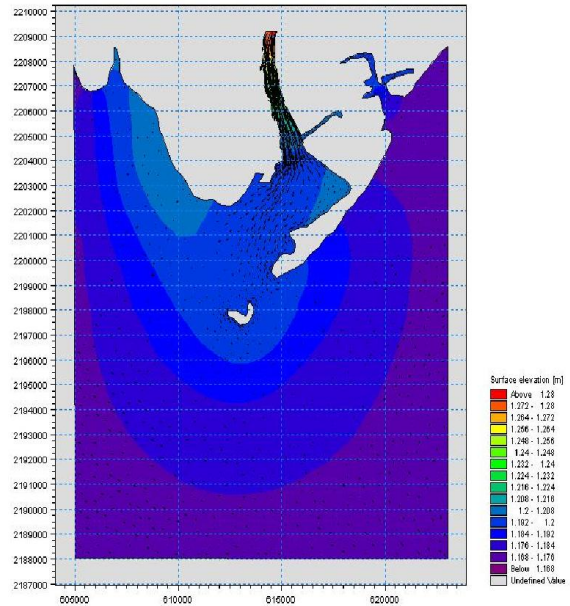 2210000
2209000
2208000
2207000
2206000
2205000
2204000
2203000
2202000
2201000
2200000
2199000
2198000
2197000
2196000
2195000
2194000
2193000
2192000
2191000
2190000
2189000
2188000
2187000
605000 610000 615000 620000
Surface elevation [m]
Above 1.28
1.272 - 1.28
1.264 - 1.272
1.256 - 1.264
1.248 - 1.256
1.24 - 1.248
1.232 - 1.24
1.224 - 1.232
1.216 - 1.224
1.208 - 1.216
1.2 - 1.208
1.192 - 1.2
1.184 - 1.192
1.176 - 1.184
1.168 - 1.176
Below 1.168
Undefined Value